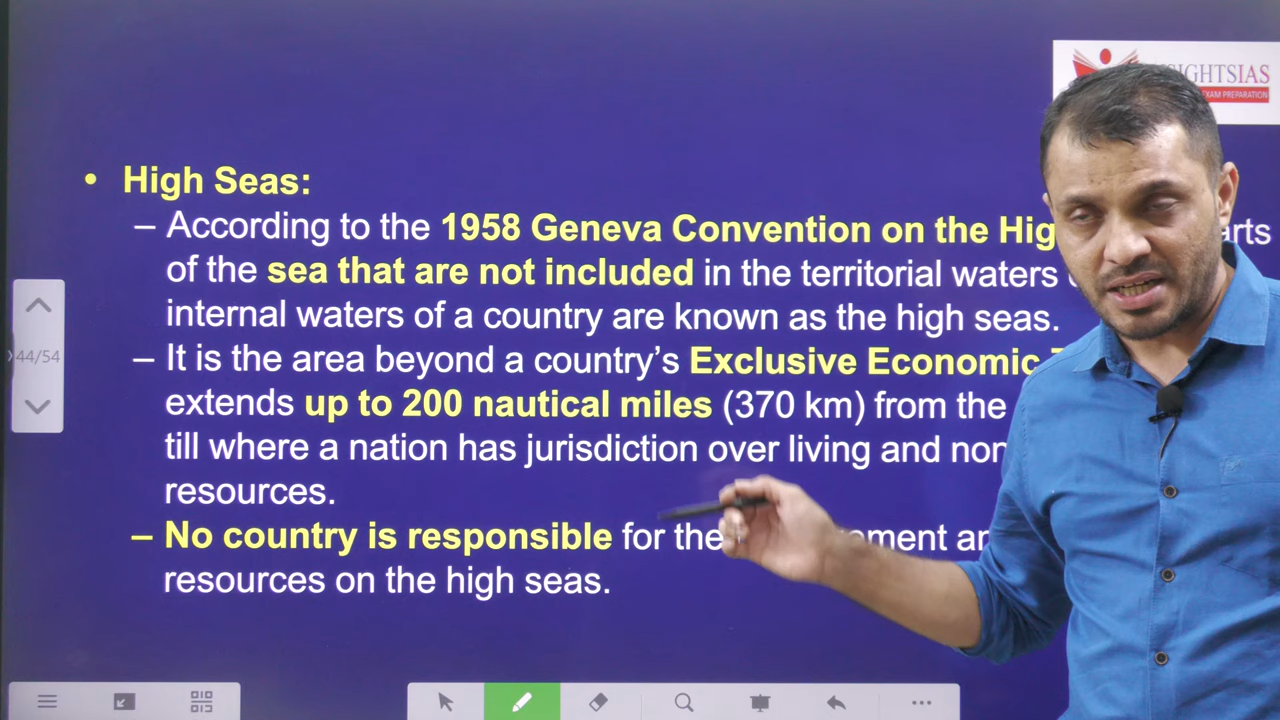 SIGHTSIAS
EXAM PREPARATION
• High Seas:
– According to the 1958 Geneva Convention on the Hig arts
of the sea that are not included in the territorial waters
internal waters of a country are known as the high seas.
– It is the area beyond a country's Exclusive Economic
extends up to 200 nautical miles (370 km) from the
till where a nation has jurisdiction over living and non
resources.
– No country is responsible for the ement an
resources on the high seas.
44/54